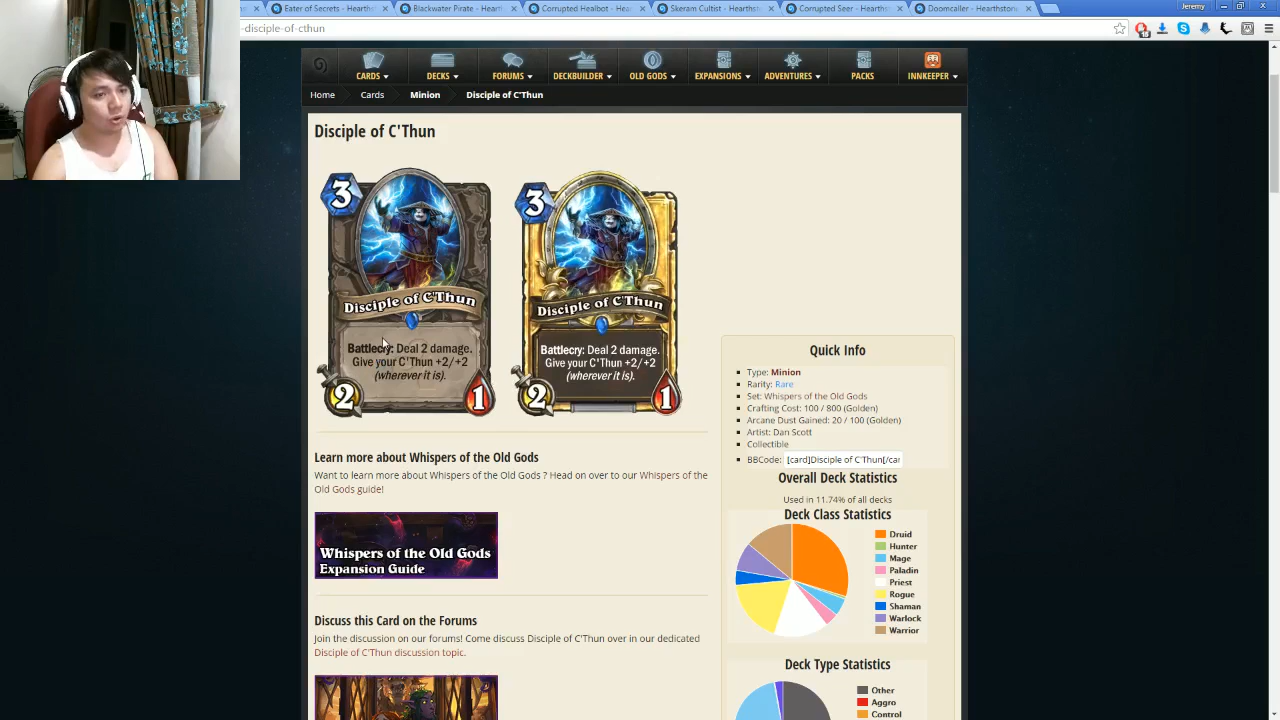 Eater of Secrets - Hearths
Blackwater Pirate - Hearth
Corrupted Healbot - Hea
Skeram Cultist - Hearthst
Corrupted Seer - Hearths
Doomcaller - Hearthston
Jeremy
-disciple-of-cthun
CARDS
DECKS
FORUMS
DECKBUILDER
OLD GODS
EXPANSIONS
ADVENTURES
PACKS
INNKEEPER
Home
Cards
Minion
Disciple of C'Thun
Disciple of C'Thun
3
Disciple of C'Thun
Battlecry: Deal 2 damage.
Give your C'Thun +2/+2
(wherever it is).
2
1
3
Disciple of C'Thun
Battlecry: Deal 2 damage.
Give your C'Thun +2/+2
(wherever it is).
2
1
Quick Info
Type: Minion
Rarity: Rare
Set: Whispers of the Old Gods
Crafting Cost: 100 / 800 (Golden)
Arcane Dust Gained: 20 / 100 (Golden)
Artist: Dan Scott
Collectible
BBCode: [card]Disciple of C'Thun[/car
Overall Deck Statistics
Used in 11.74% of all decks
Deck Class Statistics
Druid
Hunter
Mage
Paladin
Priest
Rogue
Shaman
Warlock
Warrior
Deck Type Statistics
Other
Aggro
Control
Learn more about Whispers of the Old Gods
Want to learn more about Whispers of the Old Gods ? Head on over to our Whispers of the
Old Gods guide!
Whispers of the Old Gods
Expansion Guide
Discuss this Card on the Forums
Join the discussion on our forums! Come discuss Disciple of C'Thun over in our dedicated
Disciple of C'Thun discussion topic.